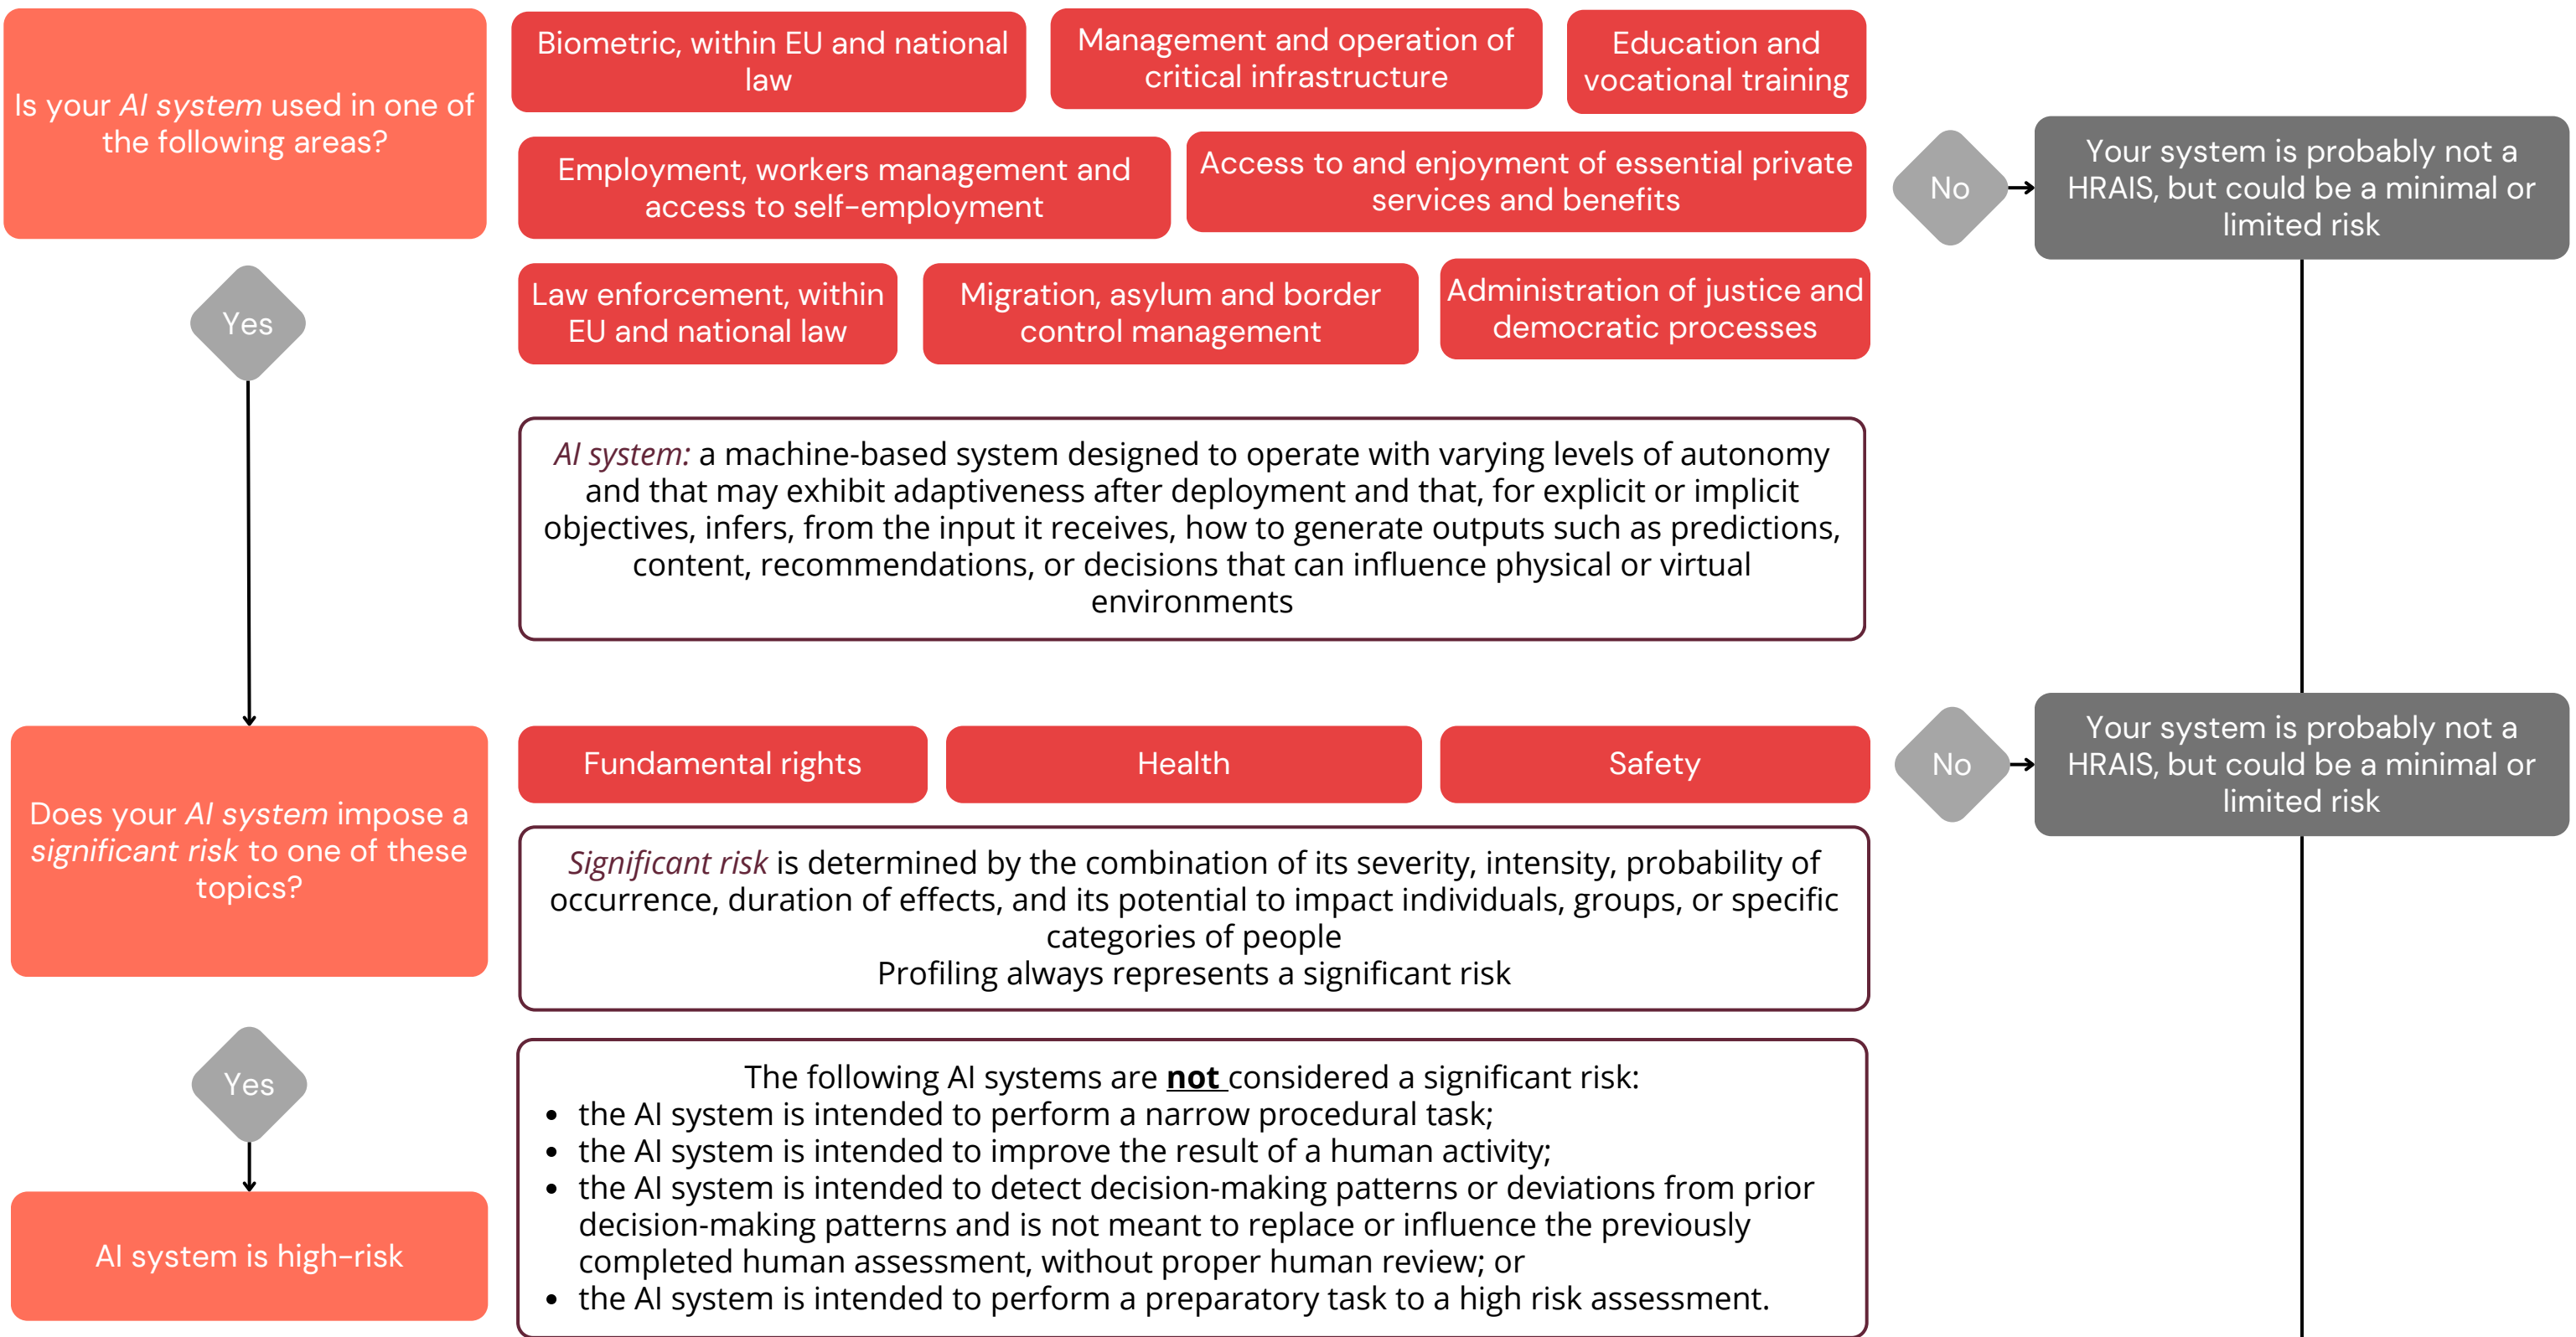 Is your AI system used in one of
the following areas?
Biometric, within EU and national
law
Management and operation of
critical infrastructure
Education and
vocational training
Employment, workers management and
access to self-employment
Access to and enjoyment of essential private
services and benefits
Law enforcement, within
EU and national law
Migration, asylum and border
control management
Administration of justice and
democratic processes
No
Your system is probably not a
HRAIS, but could be a minimal or
limited risk
Yes
AI system: a machine-based system designed to operate with varying levels of autonomy
and that may exhibit adaptiveness after deployment and that, for explicit or implicit
objectives, infers, from the input it receives, how to generate outputs such as predictions,
content, recommendations, or decisions that can influence physical or virtual
environments
Does your AI system impose a
significant risk to one of these
topics?
Fundamental rights
Health
Safety
No
Your system is probably not a
HRAIS, but could be a minimal or
limited risk
Significant risk is determined by the combination of its severity, intensity, probability of
occurrence, duration of effects, and its potential to impact individuals, groups, or specific
categories of people
Profiling always represents a significant risk
Yes
The following AI systems are not considered a significant risk:
• the AI system is intended to perform a narrow procedural task;
• the AI system is intended to improve the result of a human activity;
• the AI system is intended to detect decision-making patterns or deviations from prior
decision-making patterns and is not meant to replace or influence the previously
completed human assessment, without proper human review; or
• the AI system is intended to perform a preparatory task to a high risk assessment.
AI system is high-risk